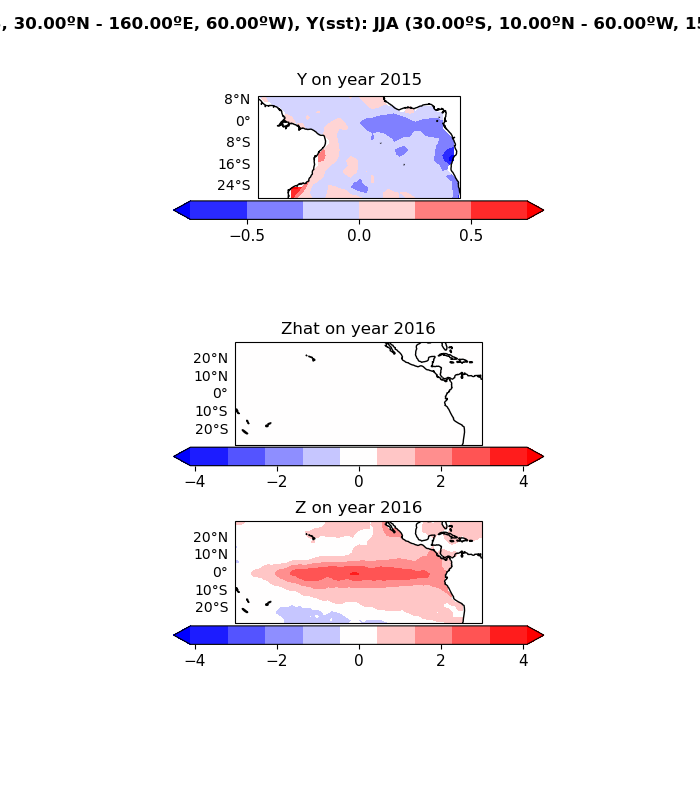 , 30.00ºN - 160.00ºE, 60.00ºW), Y(sst): JJA (30.00ºS, 10.00ºN - 60.00ºW, 15
Y on year 2015
8°N
0°
8°S
16°S
24°S
−0.5 0.0 0.5
Zhat on year 2016
20°N
10°N
0°
10°S
20°S
−4 −2 0 2 4
Z on year 2016
20°N
10°N
0°
10°S
20°S
−4 −2 0 2 4